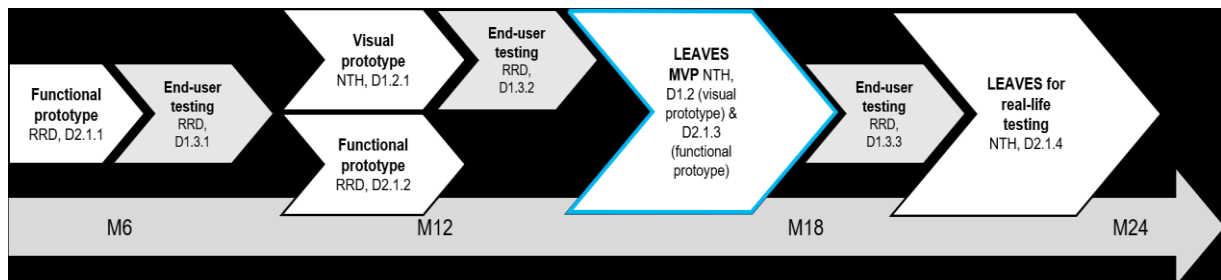 Functional
prototype
RRD, D2.1.1
End-user
testing
RRD,
D1.3.1
Visual
prototype
NTH, D1.2.1
Functional
prototype
RRD, D2.1.2
End-user
testing
RRD,
D1.3.2
LEAVES
MVP NTH,
D1.2 (visual
prototype) &
D2.1.3
(functional
protoype)
End-user
testing
RRD,
D1.3.3
LEAVES for
real-life
testing
NTH, D2.1.4
M6
M12
M18
M24